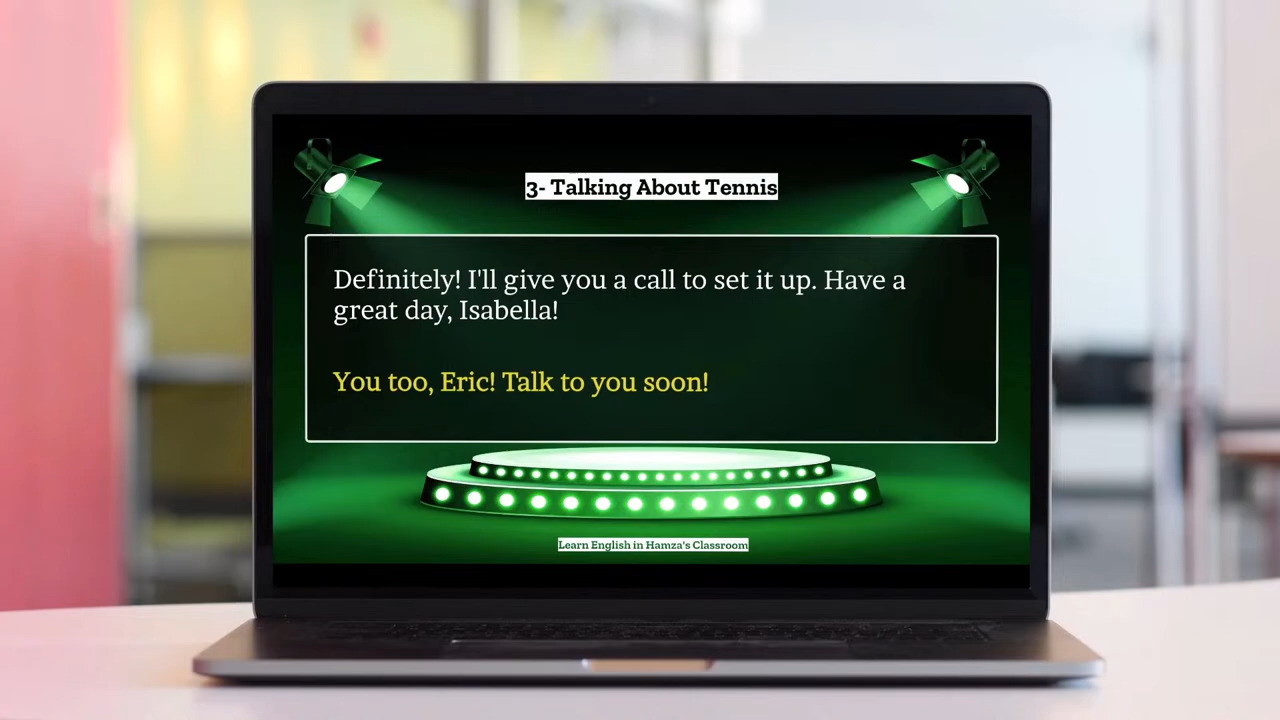 3- Talking About Tennis
Definitely! I'll give you a call to set it up. Have a
great day, Isabella!
You too, Eric! Talk to you soon!
Learn English in Hamza's Classroom